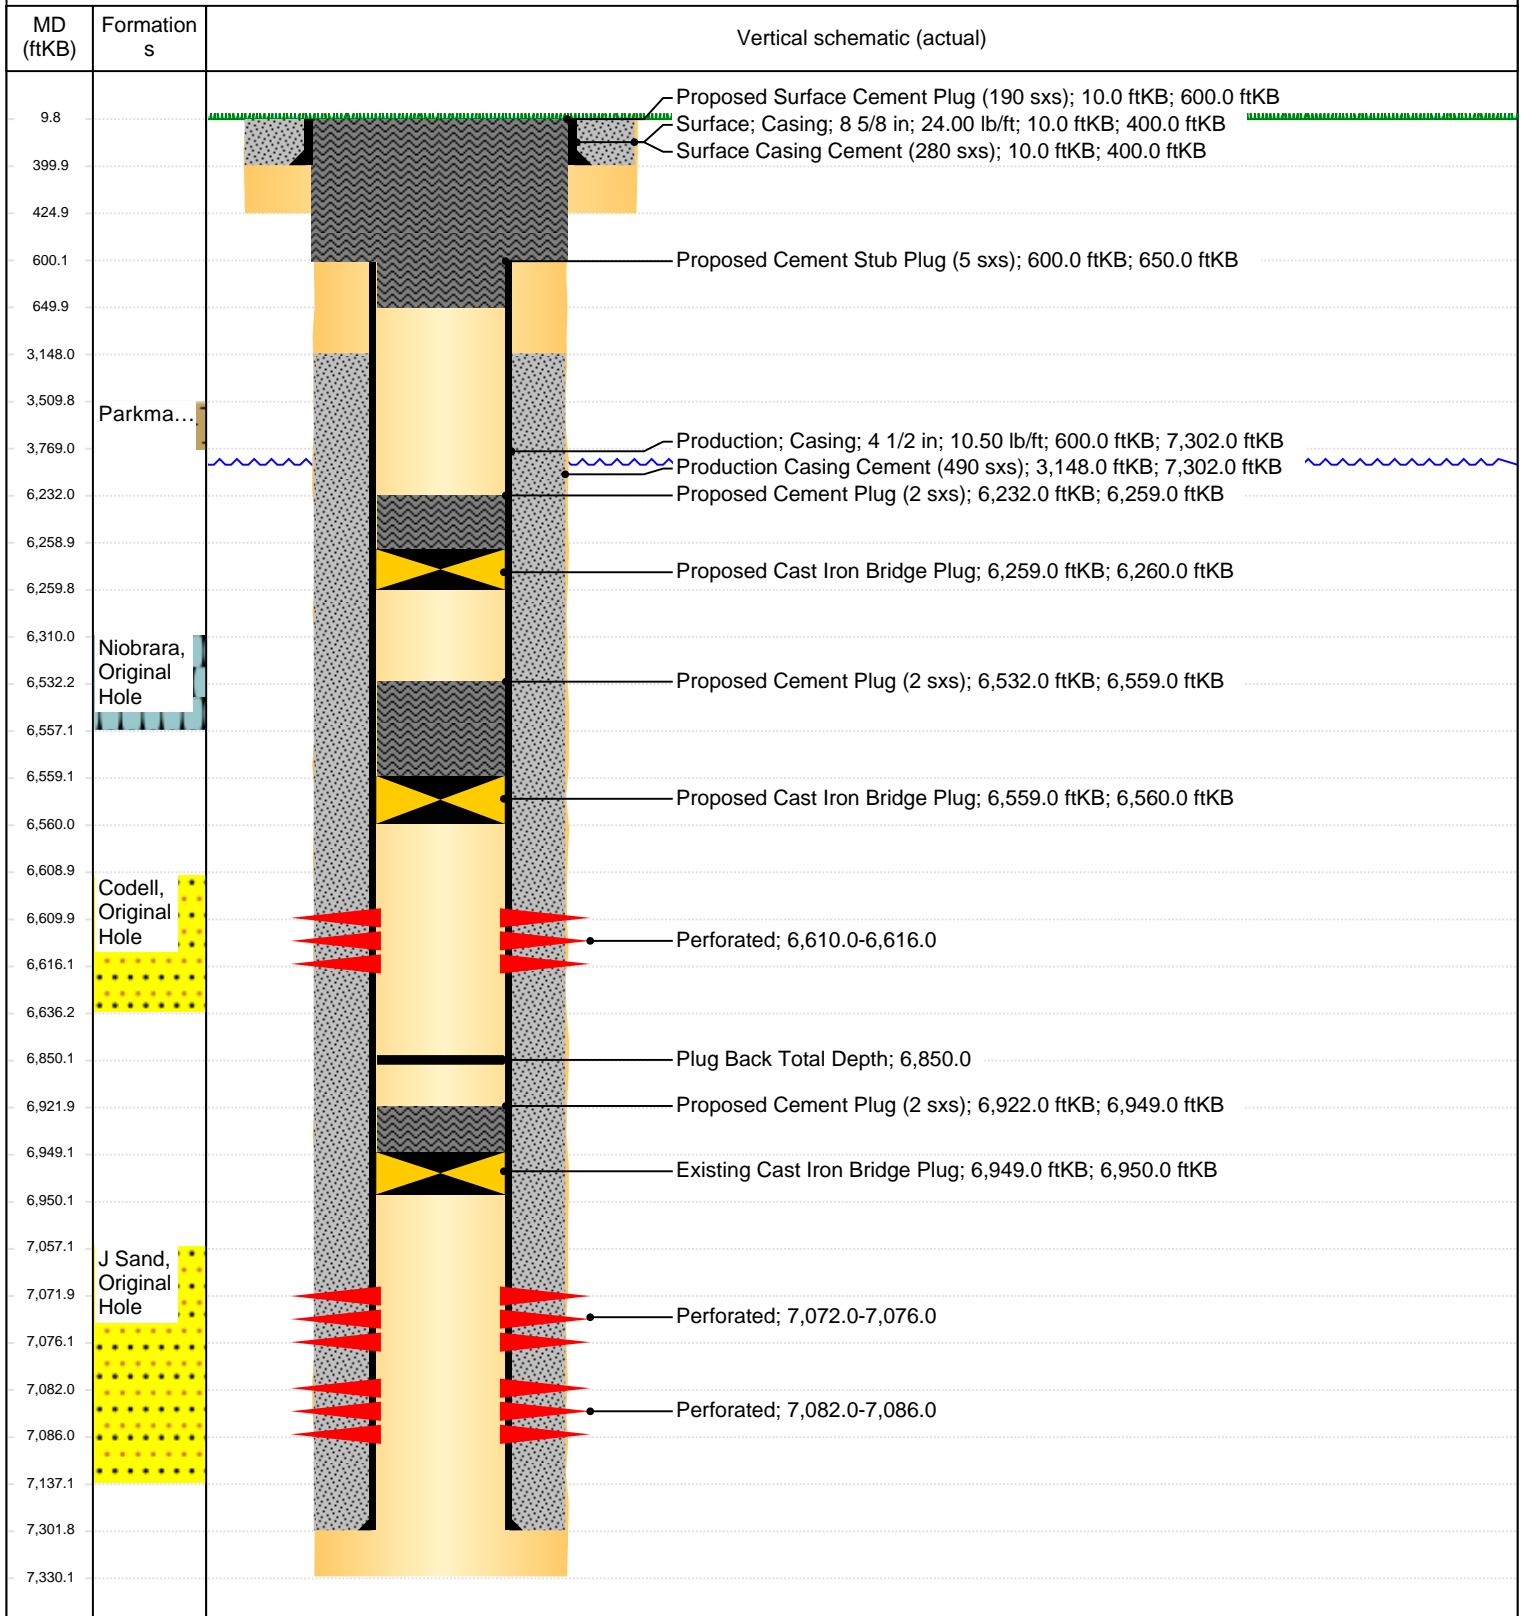 MD
(ftKB)
Formation
s
Vertical schematic (actual)
9.8
399.9
424.9
600.1
649.9
3,148.0
3,509.8
3,769.0
6,232.0
6,258.9
6,259.8
6,310.0
6,532.2
6,557.1
6,559.1
6,560.0
6,608.9
6,609.9
6,616.1
6,636.2
6,850.1
6,921.9
6,949.1
6,950.1
7,057.1
7,071.9
7,076.1
7,082.0
7,086.0
7,137.1
7,301.8
7,330.1
Parkma…
Niobrara,
Original
Hole
Codell,
Original
Hole
J Sand,
Original
Hole
Proposed Surface Cement Plug (190 sxs); 10.0 ftKB; 600.0 ftKB
Surface; Casing; 8 5/8 in; 24.00 lb/ft; 10.0 ftKB; 400.0 ftKB
Surface Casing Cement (280 sxs); 10.0 ftKB; 400.0 ftKB
Proposed Cement Stub Plug (5 sxs); 600.0 ftKB; 650.0 ftKB
Production; Casing; 4 1/2 in; 10.50 lb/ft; 600.0 ftKB; 7,302.0 ftKB
Production Casing Cement (490 sxs); 3,148.0 ftKB; 7,302.0 ftKB
Proposed Cement Plug (2 sxs); 6,232.0 ftKB; 6,259.0 ftKB
Proposed Cast Iron Bridge Plug; 6,259.0 ftKB; 6,260.0 ftKB
Proposed Cement Plug (2 sxs); 6,532.0 ftKB; 6,559.0 ftKB
Proposed Cast Iron Bridge Plug; 6,559.0 ftKB; 6,560.0 ftKB
Perforated; 6,610.0-6,616.0
Plug Back Total Depth; 6,850.0
Proposed Cement Plug (2 sxs); 6,922.0 ftKB; 6,949.0 ftKB
Existing Cast Iron Bridge Plug; 6,949.0 ftKB; 6,950.0 ftKB
Perforated; 7,072.0-7,076.0
Perforated; 7,082.0-7,086.0